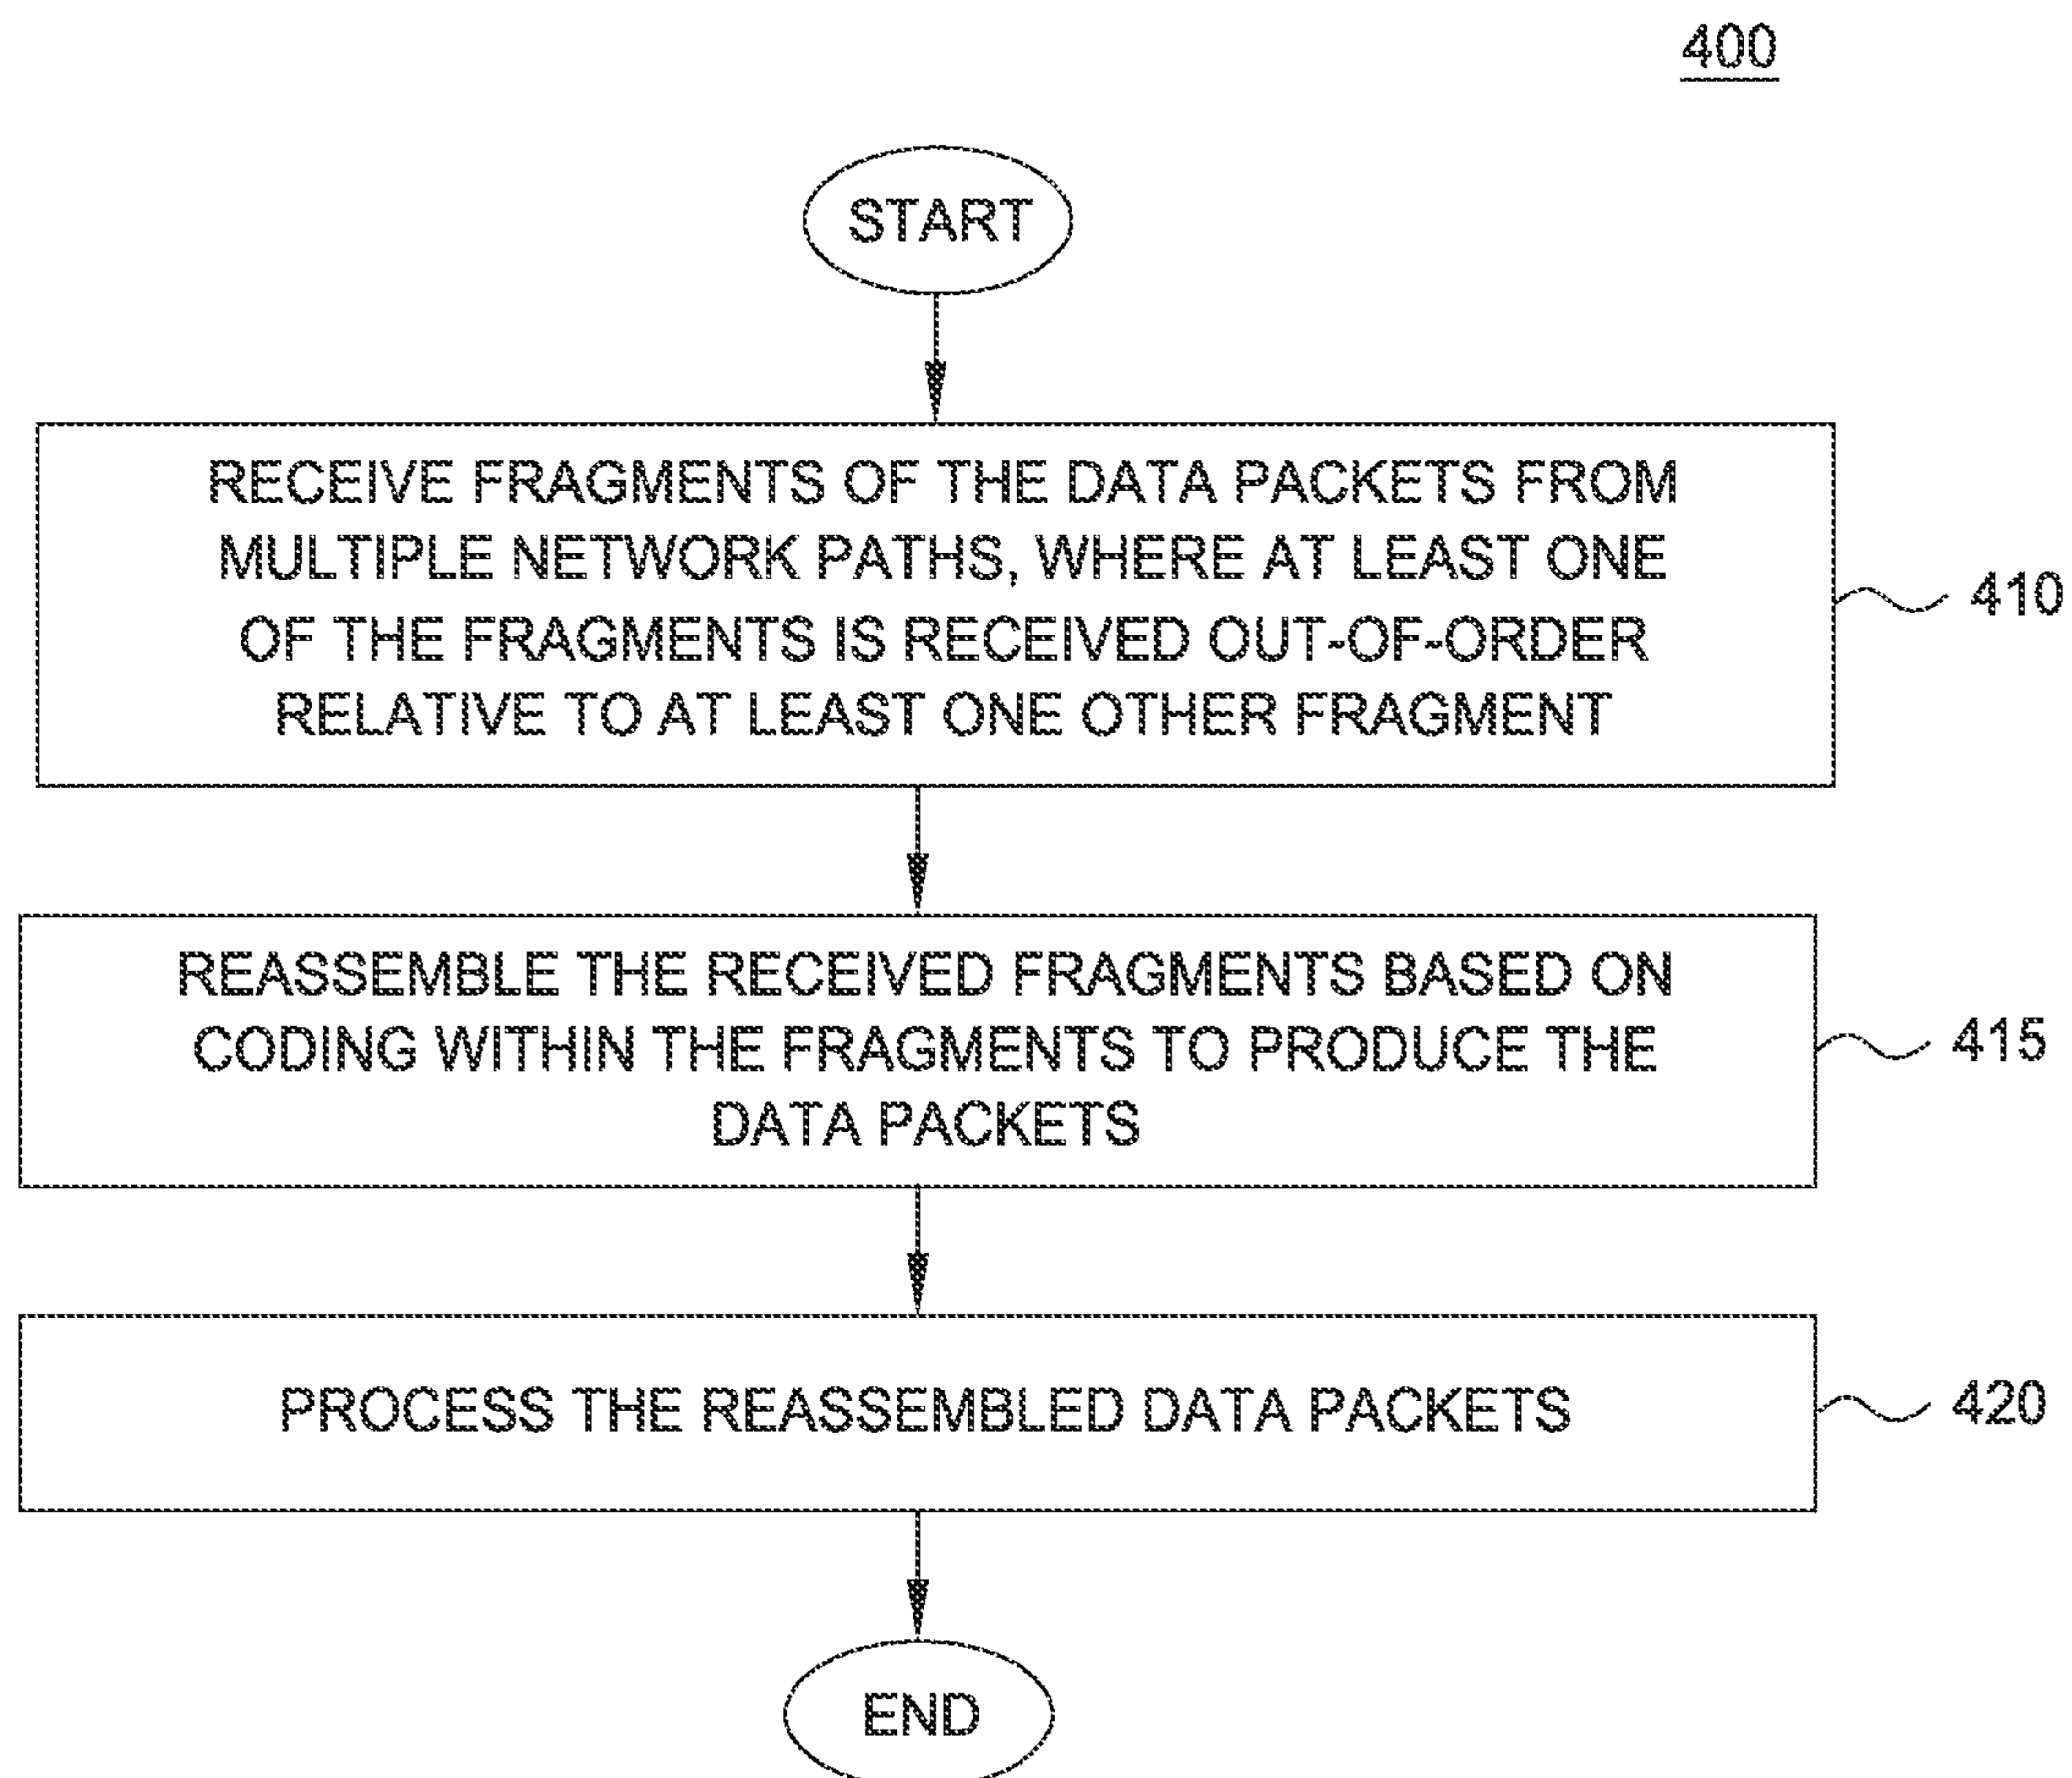 400
START
RECEIVE FRAGMENTS OF THE DATA PACKETS FROM
MULTIPLE NETWORK PATHS, WHERE AT LEAST ONE
OF THE FRAGMENTS IS RECEIVED OUT-OF-ORDER
RELATIVE TO AT LEAST ONE OTHER FRAGMENT
410
REASSEMBLE THE RECEIVED FRAGMENTS BASED ON
CODING WITHIN THE FRAGMENTS TO PRODUCE THE
DATA PACKETS
415
PROCESS THE REASSEMBLED DATA PACKETS
420
END